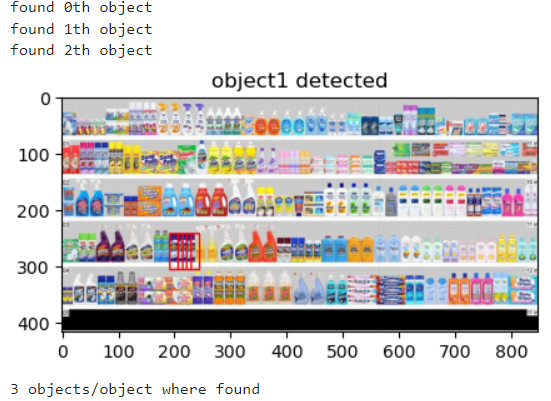 found 0th object
found 1th object
found 2th object
object1 detected
0
100
200
300
400
0 100 200 300 400 500 600 700 800
3 objects/object where found